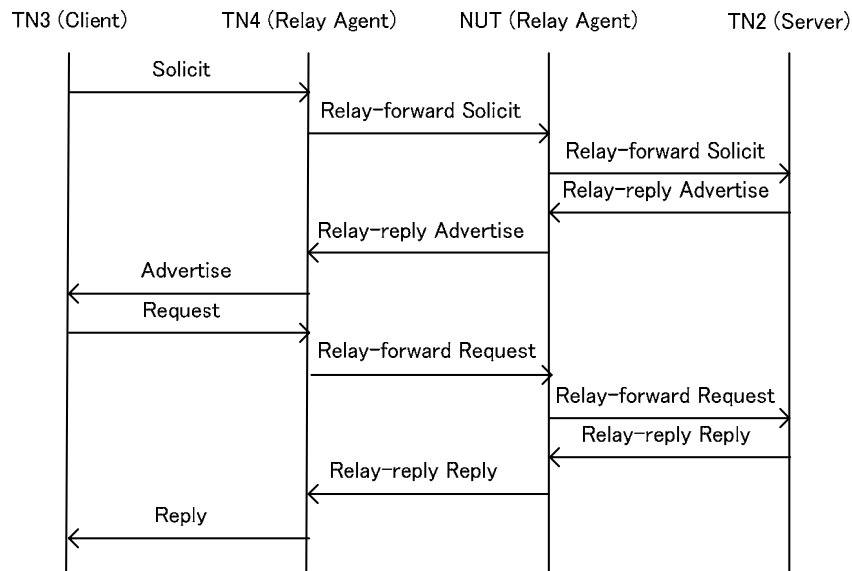 TN3 (Client)
TN4 (Relay Agent)
NUT (Relay Agent)
TN2 (Server)
Solicit
Relay-forward Solicit
Relay-forward Solicit
Relay-reply Advertise
Relay-reply Advertise
Advertise
Request
Relay-forward Request
Relay-forward Request
Relay-reply Reply
Relay-reply Reply
Reply